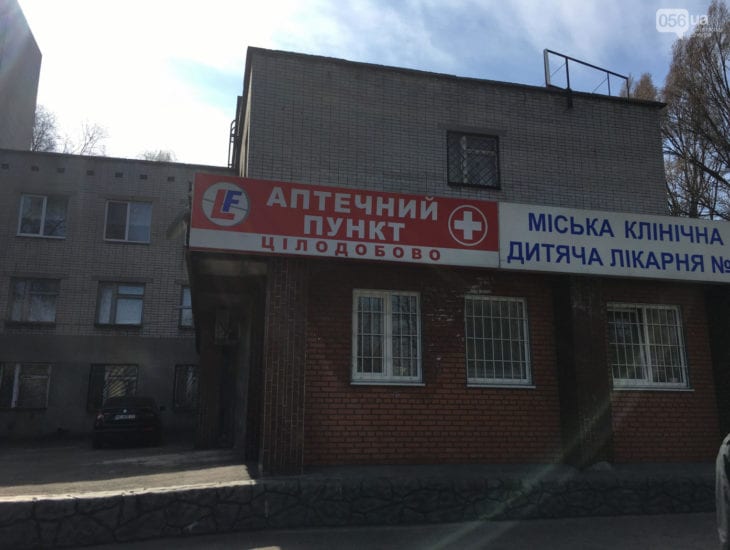 056.ua
LF
АПТЕЧНИЙ
ПУНКТ
ЦІЛОДОБОВО
МІСЬКА КЛІНІЧНА
ДИТЯЧА ЛІКАРНЯ №